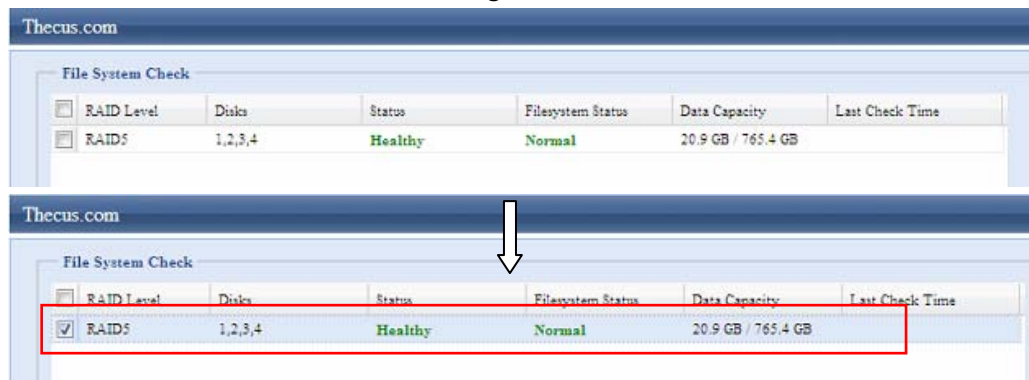 Thecus.com
File System Check
RAID Level Disks Status Filesystem Status Data Capacity Last Check Time
RAID5 1,2,3,4 Healthy Normal 20.9 GB / 765.4 GB
Thecus.com
File System Check
RAID Level Disks Status Filesystem Status Data Capacity Last Check Time
RAID5 1,2,3,4 Healthy Normal 20.9 GB / 765.4 GB